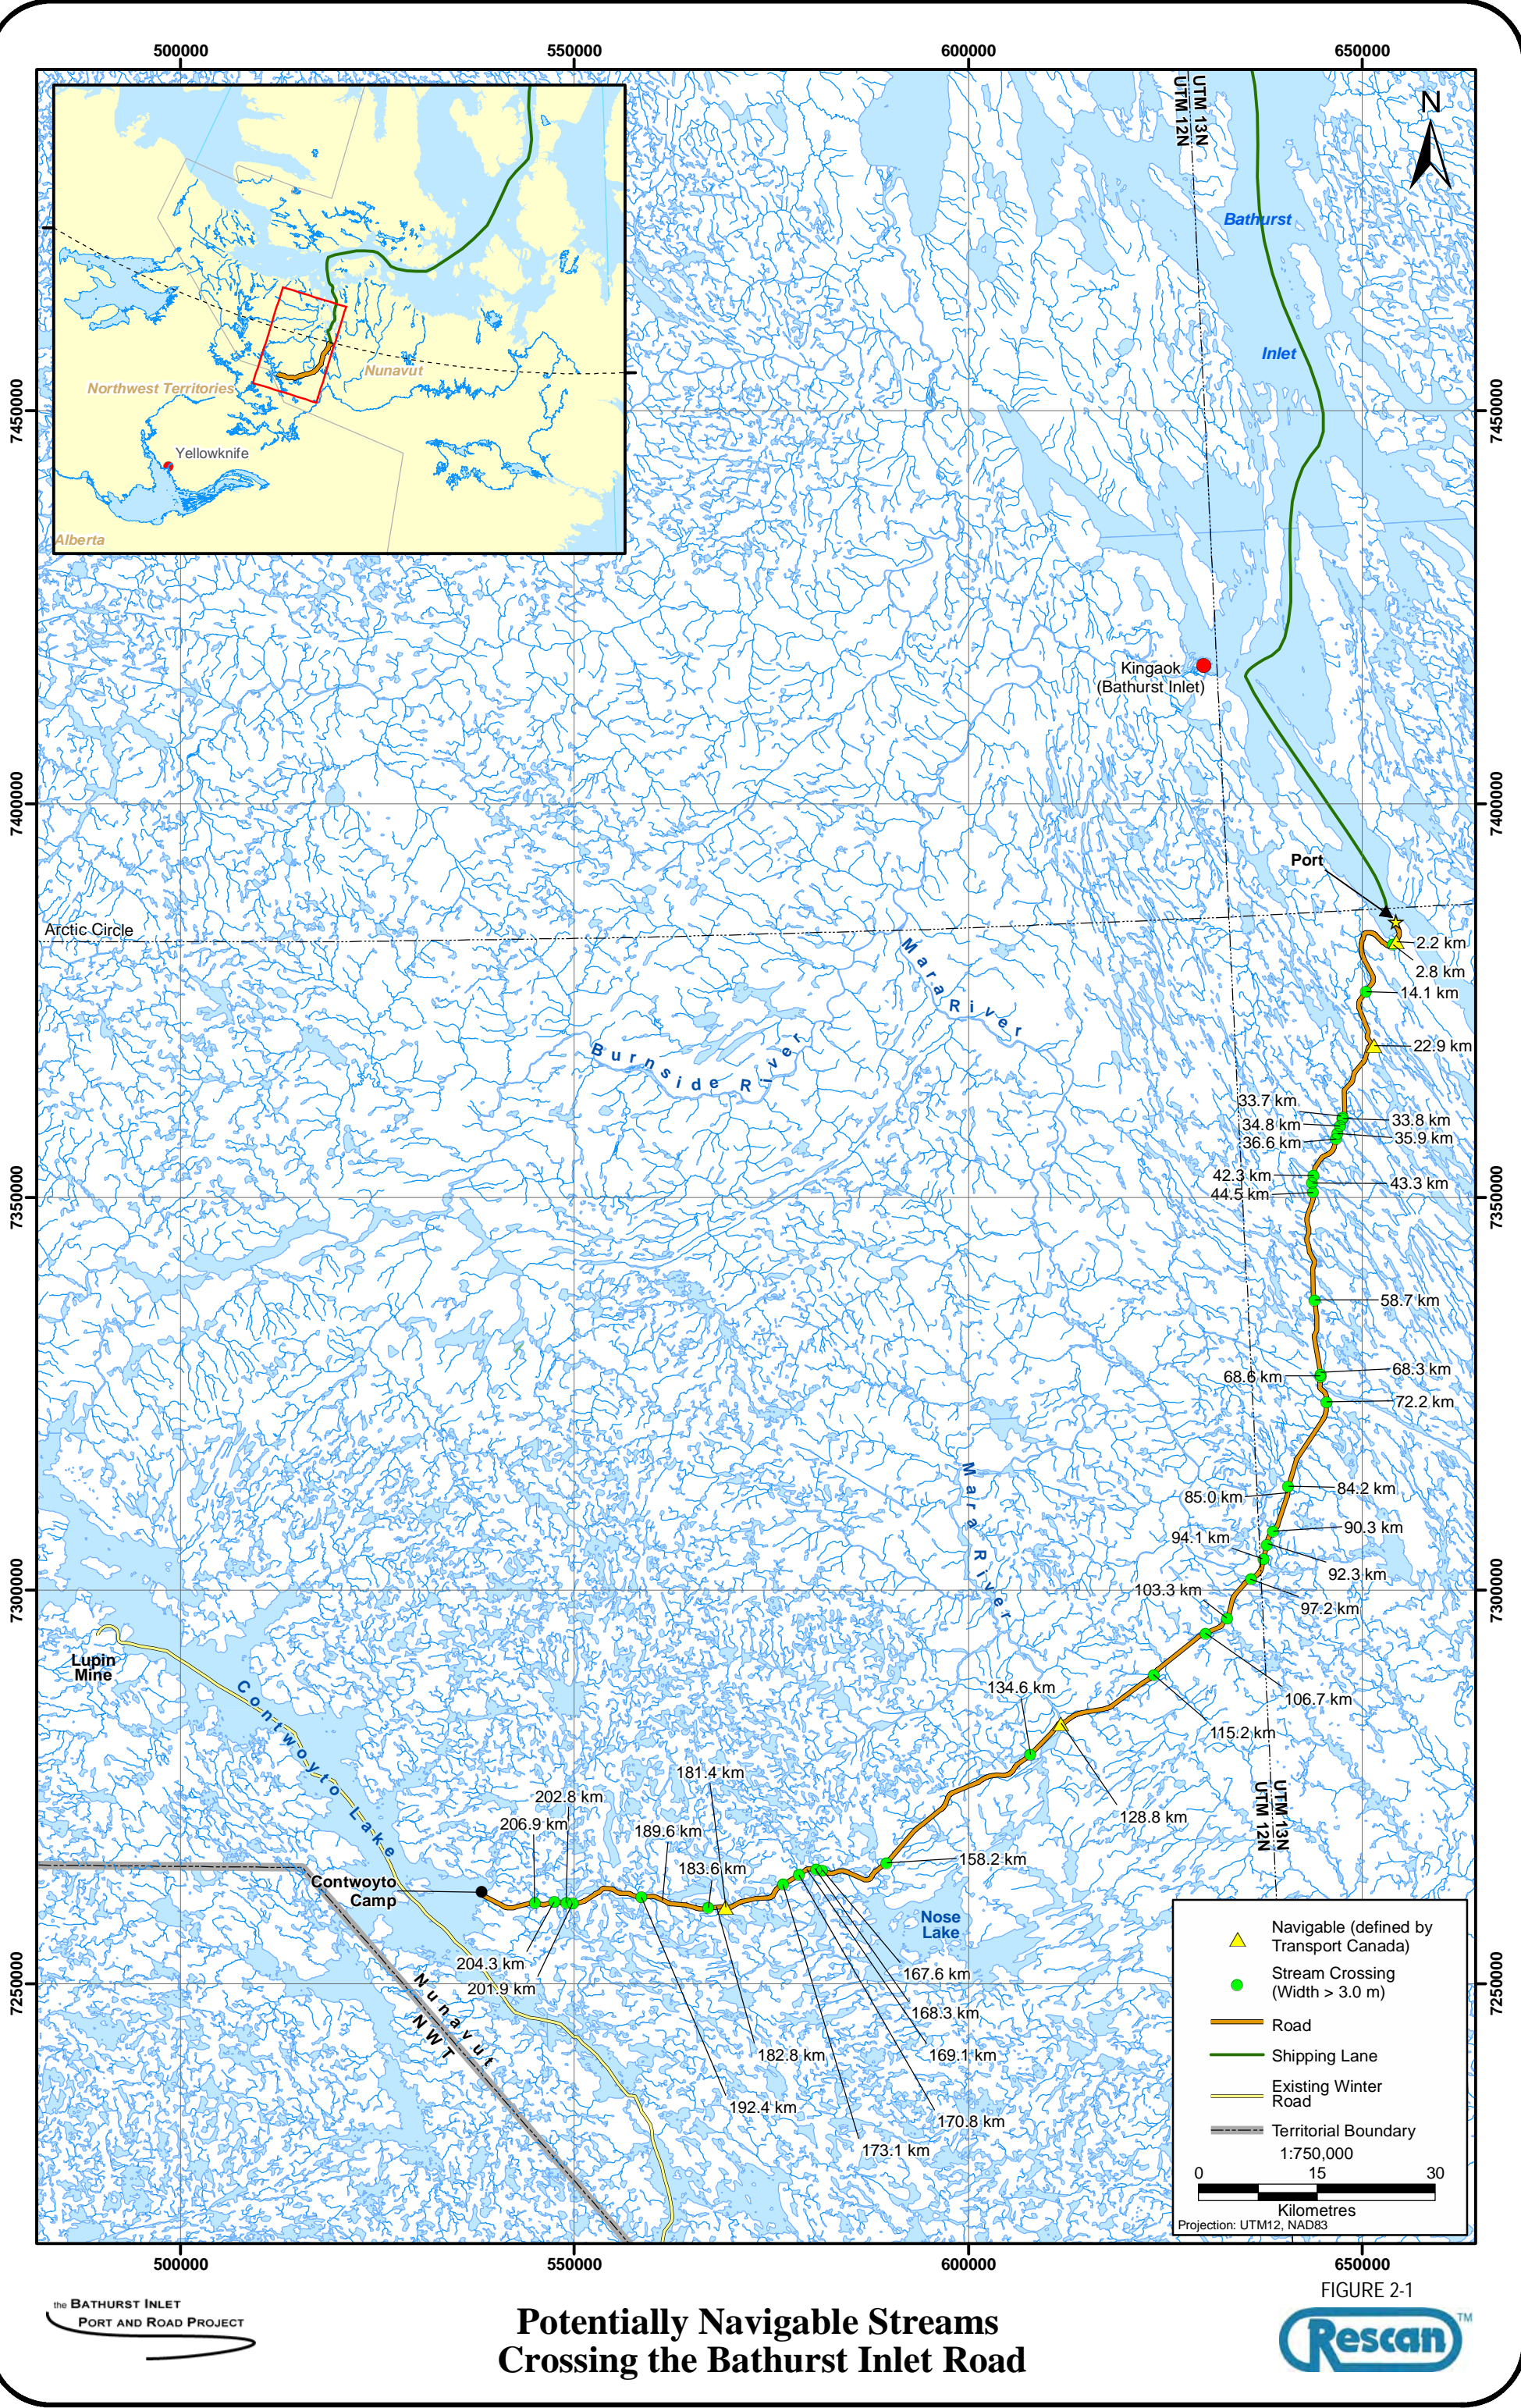 500000
550000
600000
650000
UTM 13N
UTM 12N
N
Bathurst
Inlet
Northwest Territories
Nunavut
Yellowknife
Alberta
7450000
7450000
Kingaok
(Bathurst Inlet)
7400000
7400000
Port
Arctic Circle
Mara River
Burnside River
2.2 km
2.8 km
14.1 km
22.9 km
33.7 km
33.8 km
34.8 km
35.9 km
36.6 km
42.3 km
43.3 km
44.5 km
7350000
7350000
58.7 km
68.3 km
68.6 km
72.2 km
84.2 km
85.0 km
90.3 km
94.1 km
92.3 km
Mara River
103.3 km
97.2 km
7300000
7300000
Lupin
Mine
Contwoyto Lake
134.6 km
106.7 km
115.2 km
181.4 km
202.8 km
128.8 km
UTM 13N
UTM 12N
206.9 km
189.6 km
183.6 km
158.2 km
Contwoyto
Camp
Nose
Lake
204.3 km
201.9 km
167.6 km
168.3 km
182.8 km
169.1 km
192.4 km
170.8 km
173.1 km
Nunavut
NWT
7250000
7250000
Navigable (defined by
Transport Canada)
Stream Crossing
(Width > 3.0 m)
Road
Shipping Lane
Existing Winter
Road
Territorial Boundary
1:750,000
0 15 30
Kilometres
Projection: UTM12, NAD83
500000
550000
600000
650000
FIGURE 2-1
the BATHURST INLET
PORT AND ROAD PROJECT
Potentially Navigable Streams
Crossing the Bathurst Inlet Road
Rescan TM